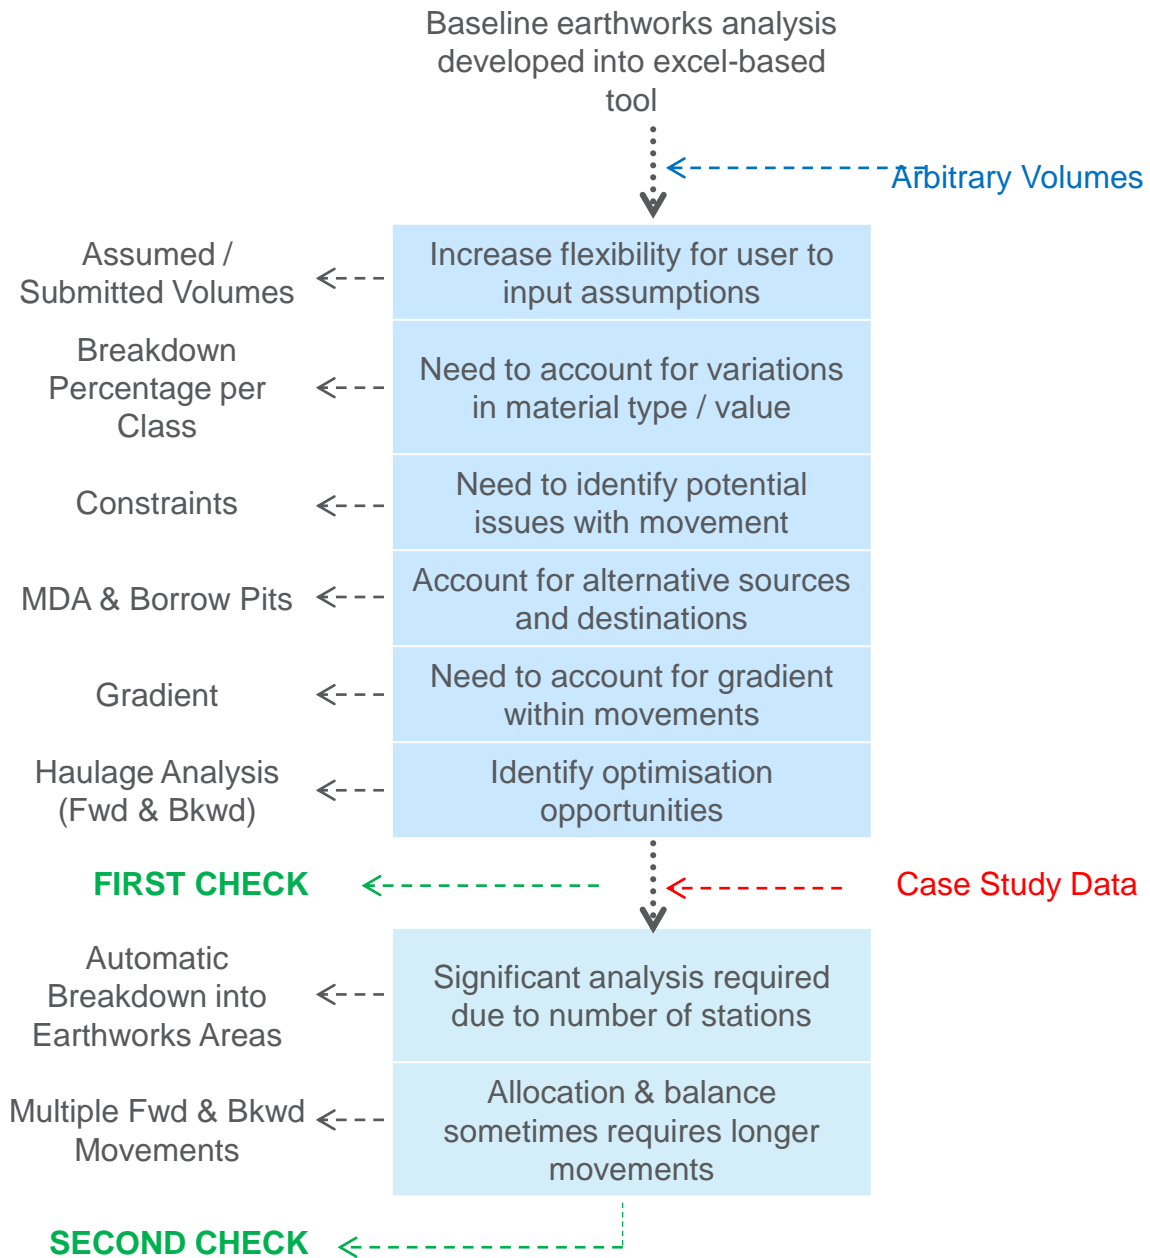 Baseline earthworks analysis
developed into excel-based
tool
Arbitrary Volumes
Assumed /
Submitted Volumes
Increase flexibility for user to
input assumptions
Breakdown
Percentage per
Class
Need to account for variations
in material type / value
Constraints
Need to identify potential
issues with movement
MDA & Borrow Pits
Account for alternative sources
and destinations
Gradient
Need to account for gradient
within movements
Haulage Analysis
(Fwd & Bkwd)
Identify optimisation
opportunities
FIRST CHECK
Case Study Data
Automatic
Breakdown into
Earthworks Areas
Significant analysis required
due to number of stations
Multiple Fwd & Bkwd
Movements
Allocation & balance
sometimes requires longer
movements
SECOND CHECK